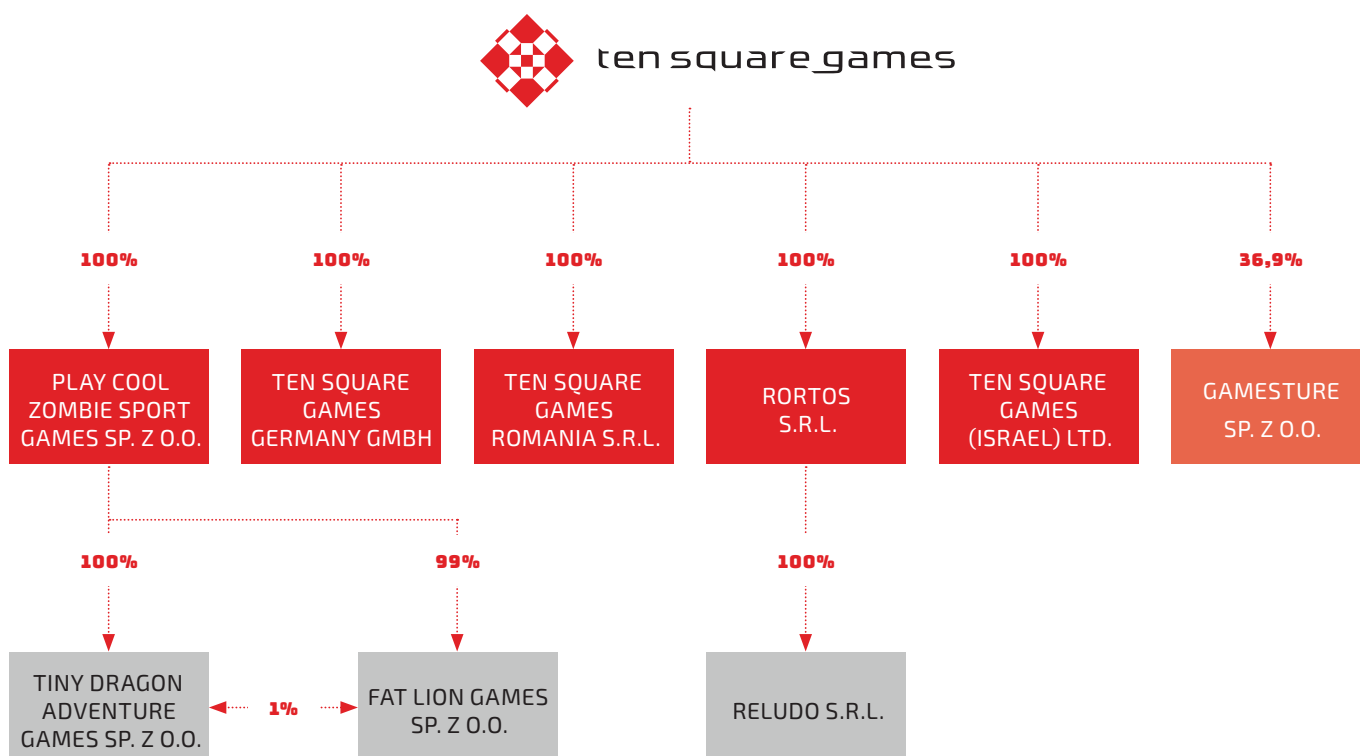 ten square games
100%
100%
100%
100%
100%
36,9%
PLAY COOL
ZOMBIE SPORT
GAMES SP. Z O.O.
TEN SQUARE
GAMES
GERMANY GMBH
TEN SQUARE
GAMES
ROMANIA S.R.L.
RORTOS
S.R.L.
TEN SQUARE
GAMES
(ISRAEL) LTD.
GAMESTURE
SP. Z O.O.
100%
99%
100%
TINY DRAGON
ADVENTURE
GAMES SP. Z O.O.
1%
FAT LION GAMES
SP. Z O.O.
RELUDO S.R.L.